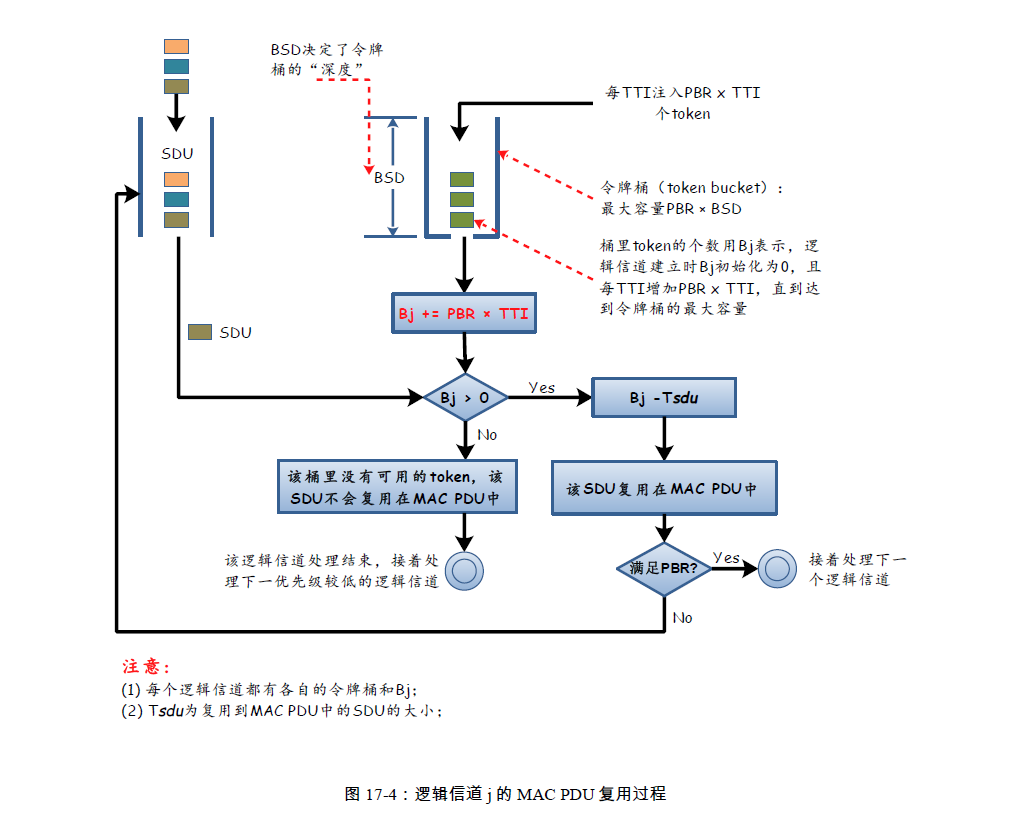 BSD决定了令牌
桶的“深度”
每TTI注入PBR x TTI
个token
SDU
BSD
令牌桶（token bucket）：
最大容量PBR × BSD
桶里token的个数用Bj表示，逻
辑信道建立时Bj初始化为0，且
每TTI增加PBR x TTI，直到达
到令牌桶的最大容量
Bj += PBR × TTI
SDU
Bj > 0
Yes
Bj -Tsdu
No
该桶里没有可用的token，该
SDU不会复用在MAC PDU中
该SDU复用在MAC PDU中
该逻辑信道处理结束，接着处
理下一优先级较低的逻辑信道
满足PBR?
Yes
接着处理下一
个逻辑信道
No
注意：
(1) 每个逻辑信道都有各自的令牌桶和Bj；
(2) Tsdu为复用到MAC PDU中的SDU的大小；
图 17-4：逻辑信道 j 的 MAC PDU 复用过程